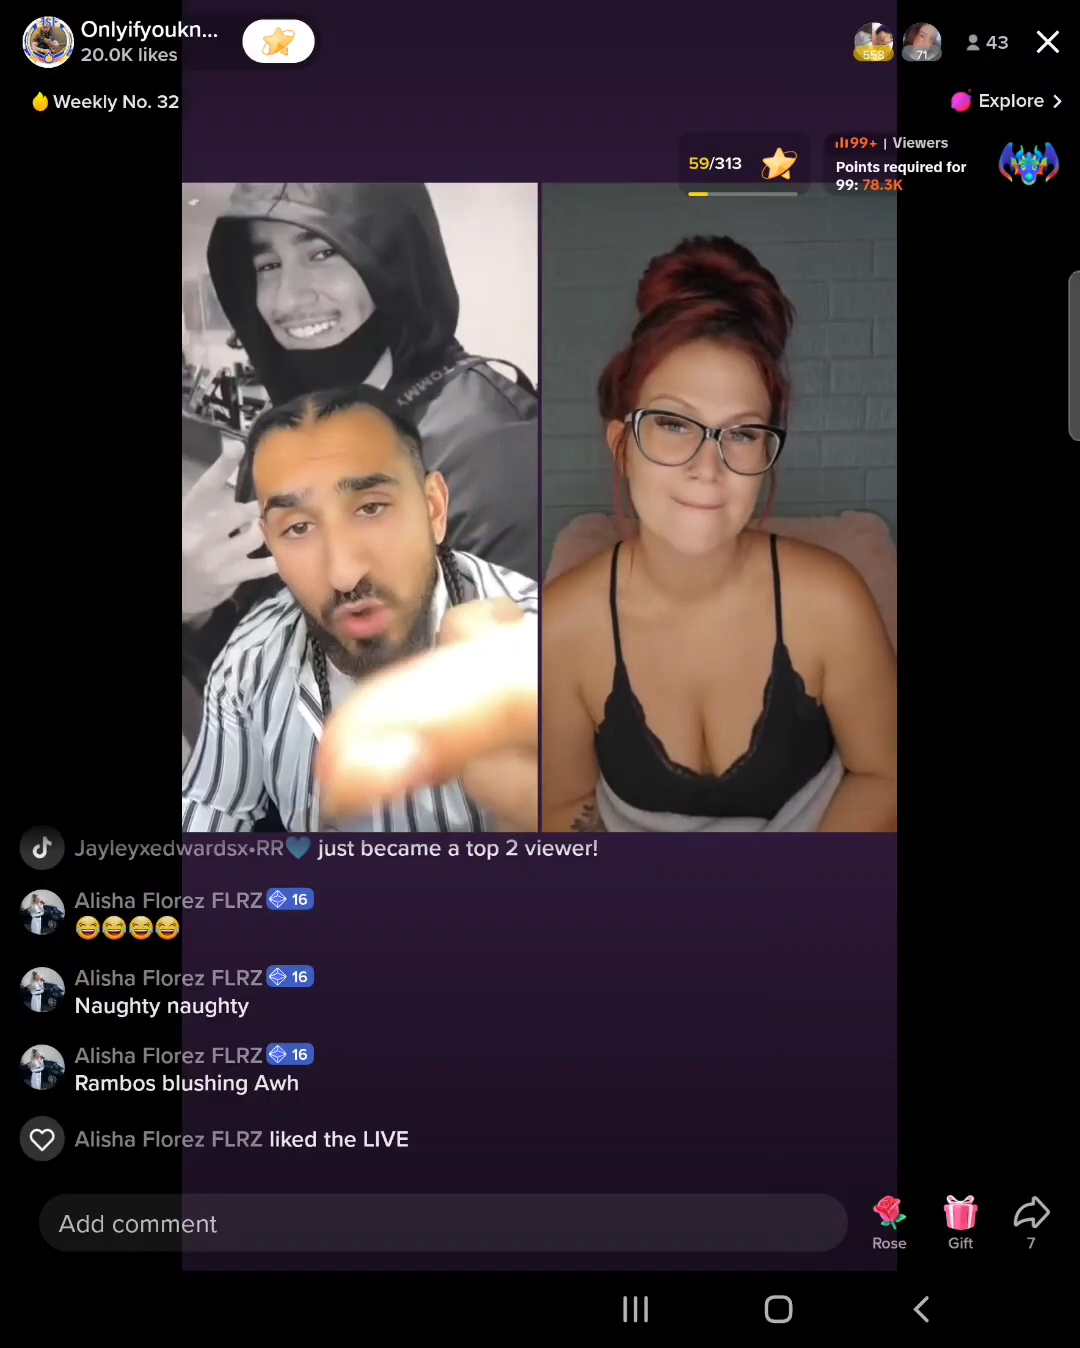 Onlyifyoukn...
20.0K likes
558
71
43
Weekly No. 32
Explore >
59/313
99+ | Viewers
Points required for
99: 78.3K
TOMMY
Jayleyxedwardsx•RR💙 just became a top 2 viewer!
Alisha Florez FLRZ 16
😂😂😂😂
Alisha Florez FLRZ 16
Naughty naughty
Alisha Florez FLRZ 16
Rambos blushing Awh
Alisha Florez FLRZ liked the LIVE
Add comment
Rose
Gift
7